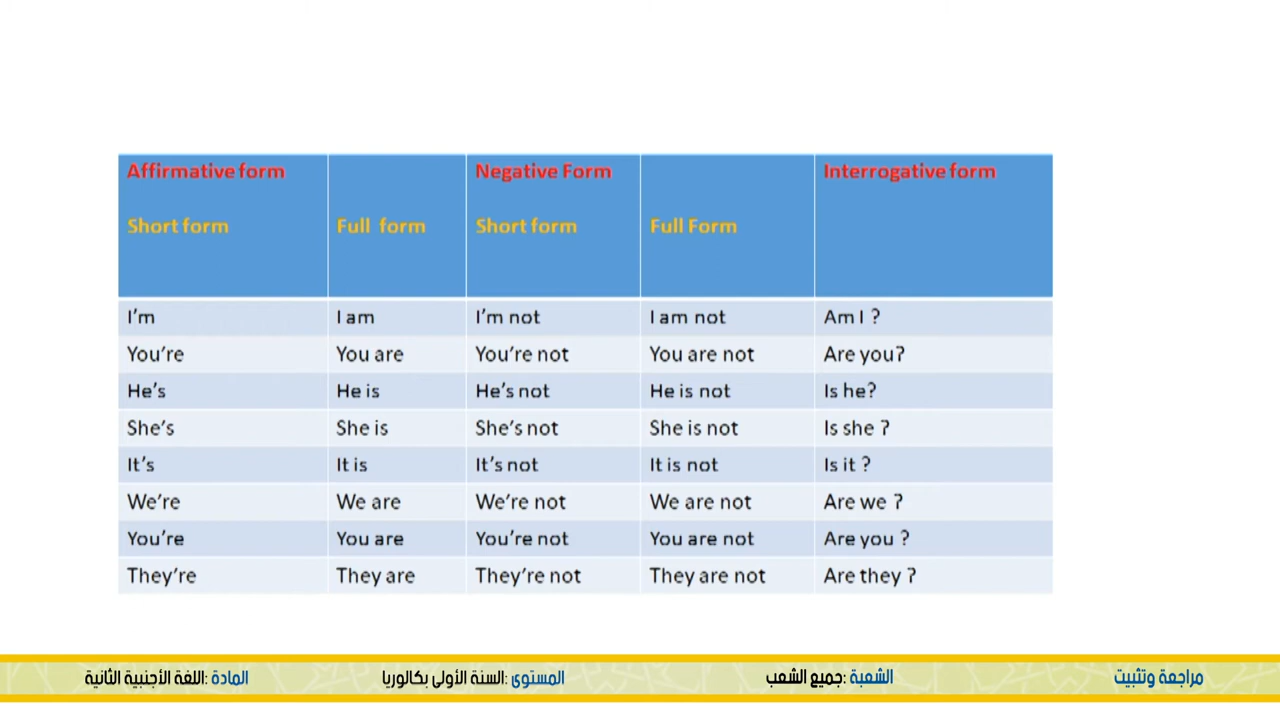 Affirmative form Negative Form Interrogative form
Short form Full form Short form Full Form
I'm I am I'm not I am not Am I ?
You're You are You're not You are not Are you?
He's He is He's not He is not Is he?
She's She is She's not She is not Is she ?
It's It is It's not It is not Is it ?
We're We are We're not We are not Are we ?
You're You are You're not You are not Are you ?
They're They are They're not They are not Are they ?
مراجعة وتثبيت الشعبة :جميع الشعب المستوى :السنة الأولى بكالوريا المادة :اللغة الأجنبية الثانية